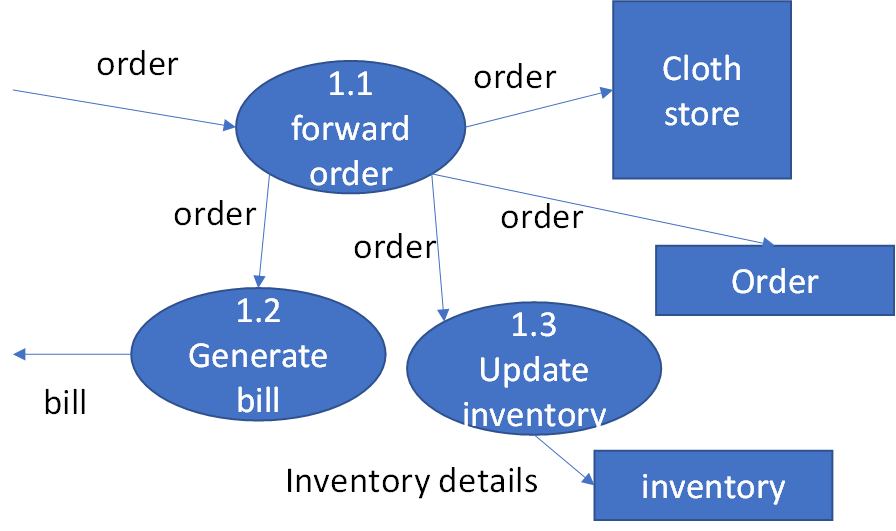 order
1.1
forward
order
order
Cloth
store
order
order
order
Order
1.2
Generate
bill
bill
1.3
Update
inventory
Inventory details
inventory